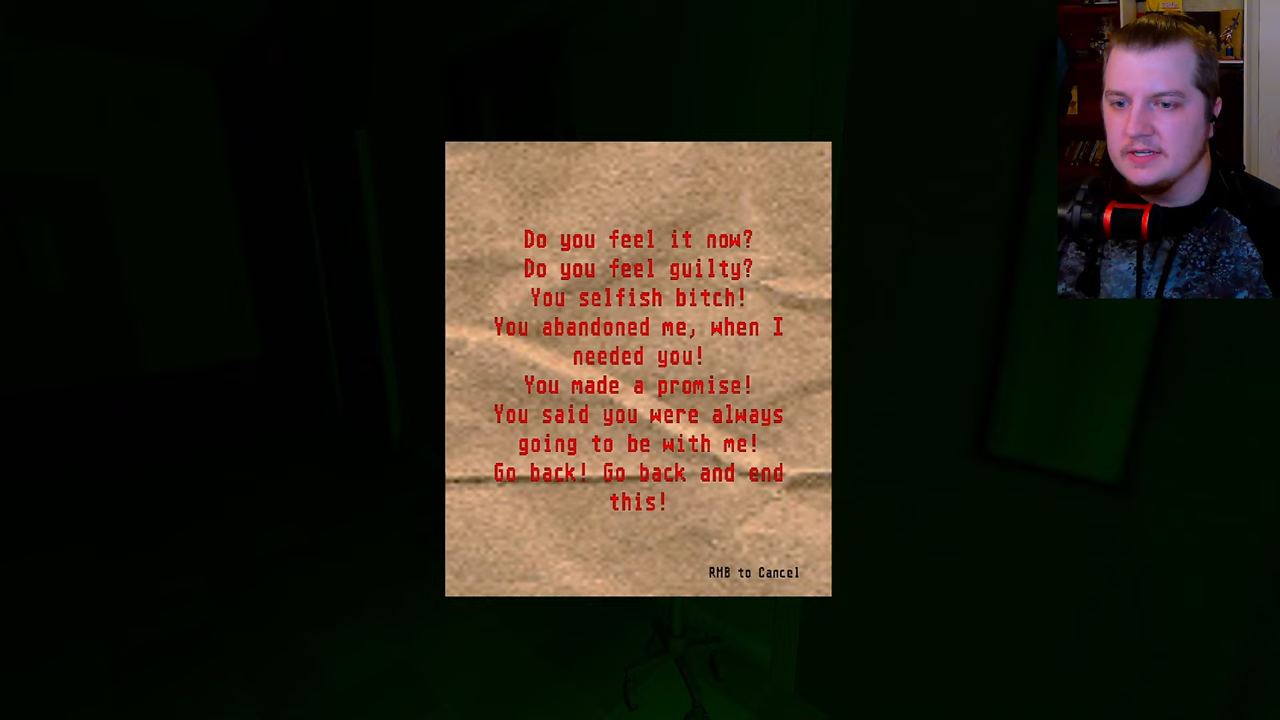 Do you feel it now?
Do you feel guilty?
You selfish bitch!
You abandoned me, when I
needed you!
You made a promise!
You said you were always
going to be with me!
Go back! Go back and end
this!
RMB to Cancel